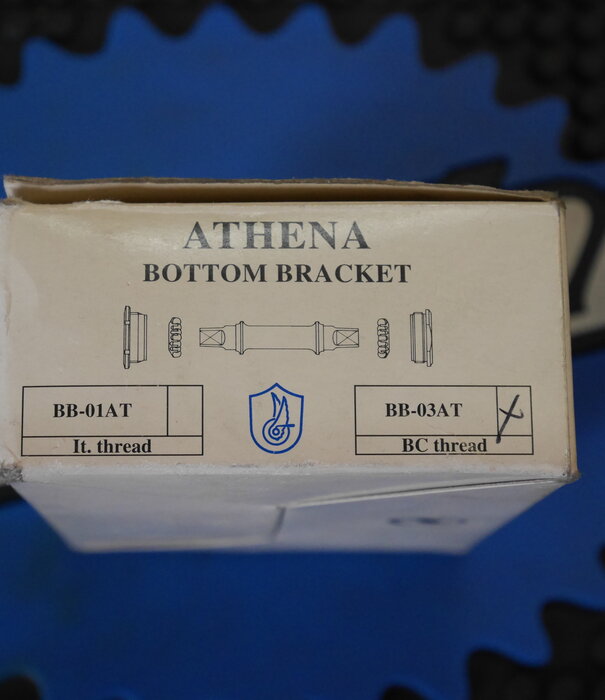 ATHENA
BOTTOM BRACKET
BB-01AT
It. thread
BB-03AT
BC thread